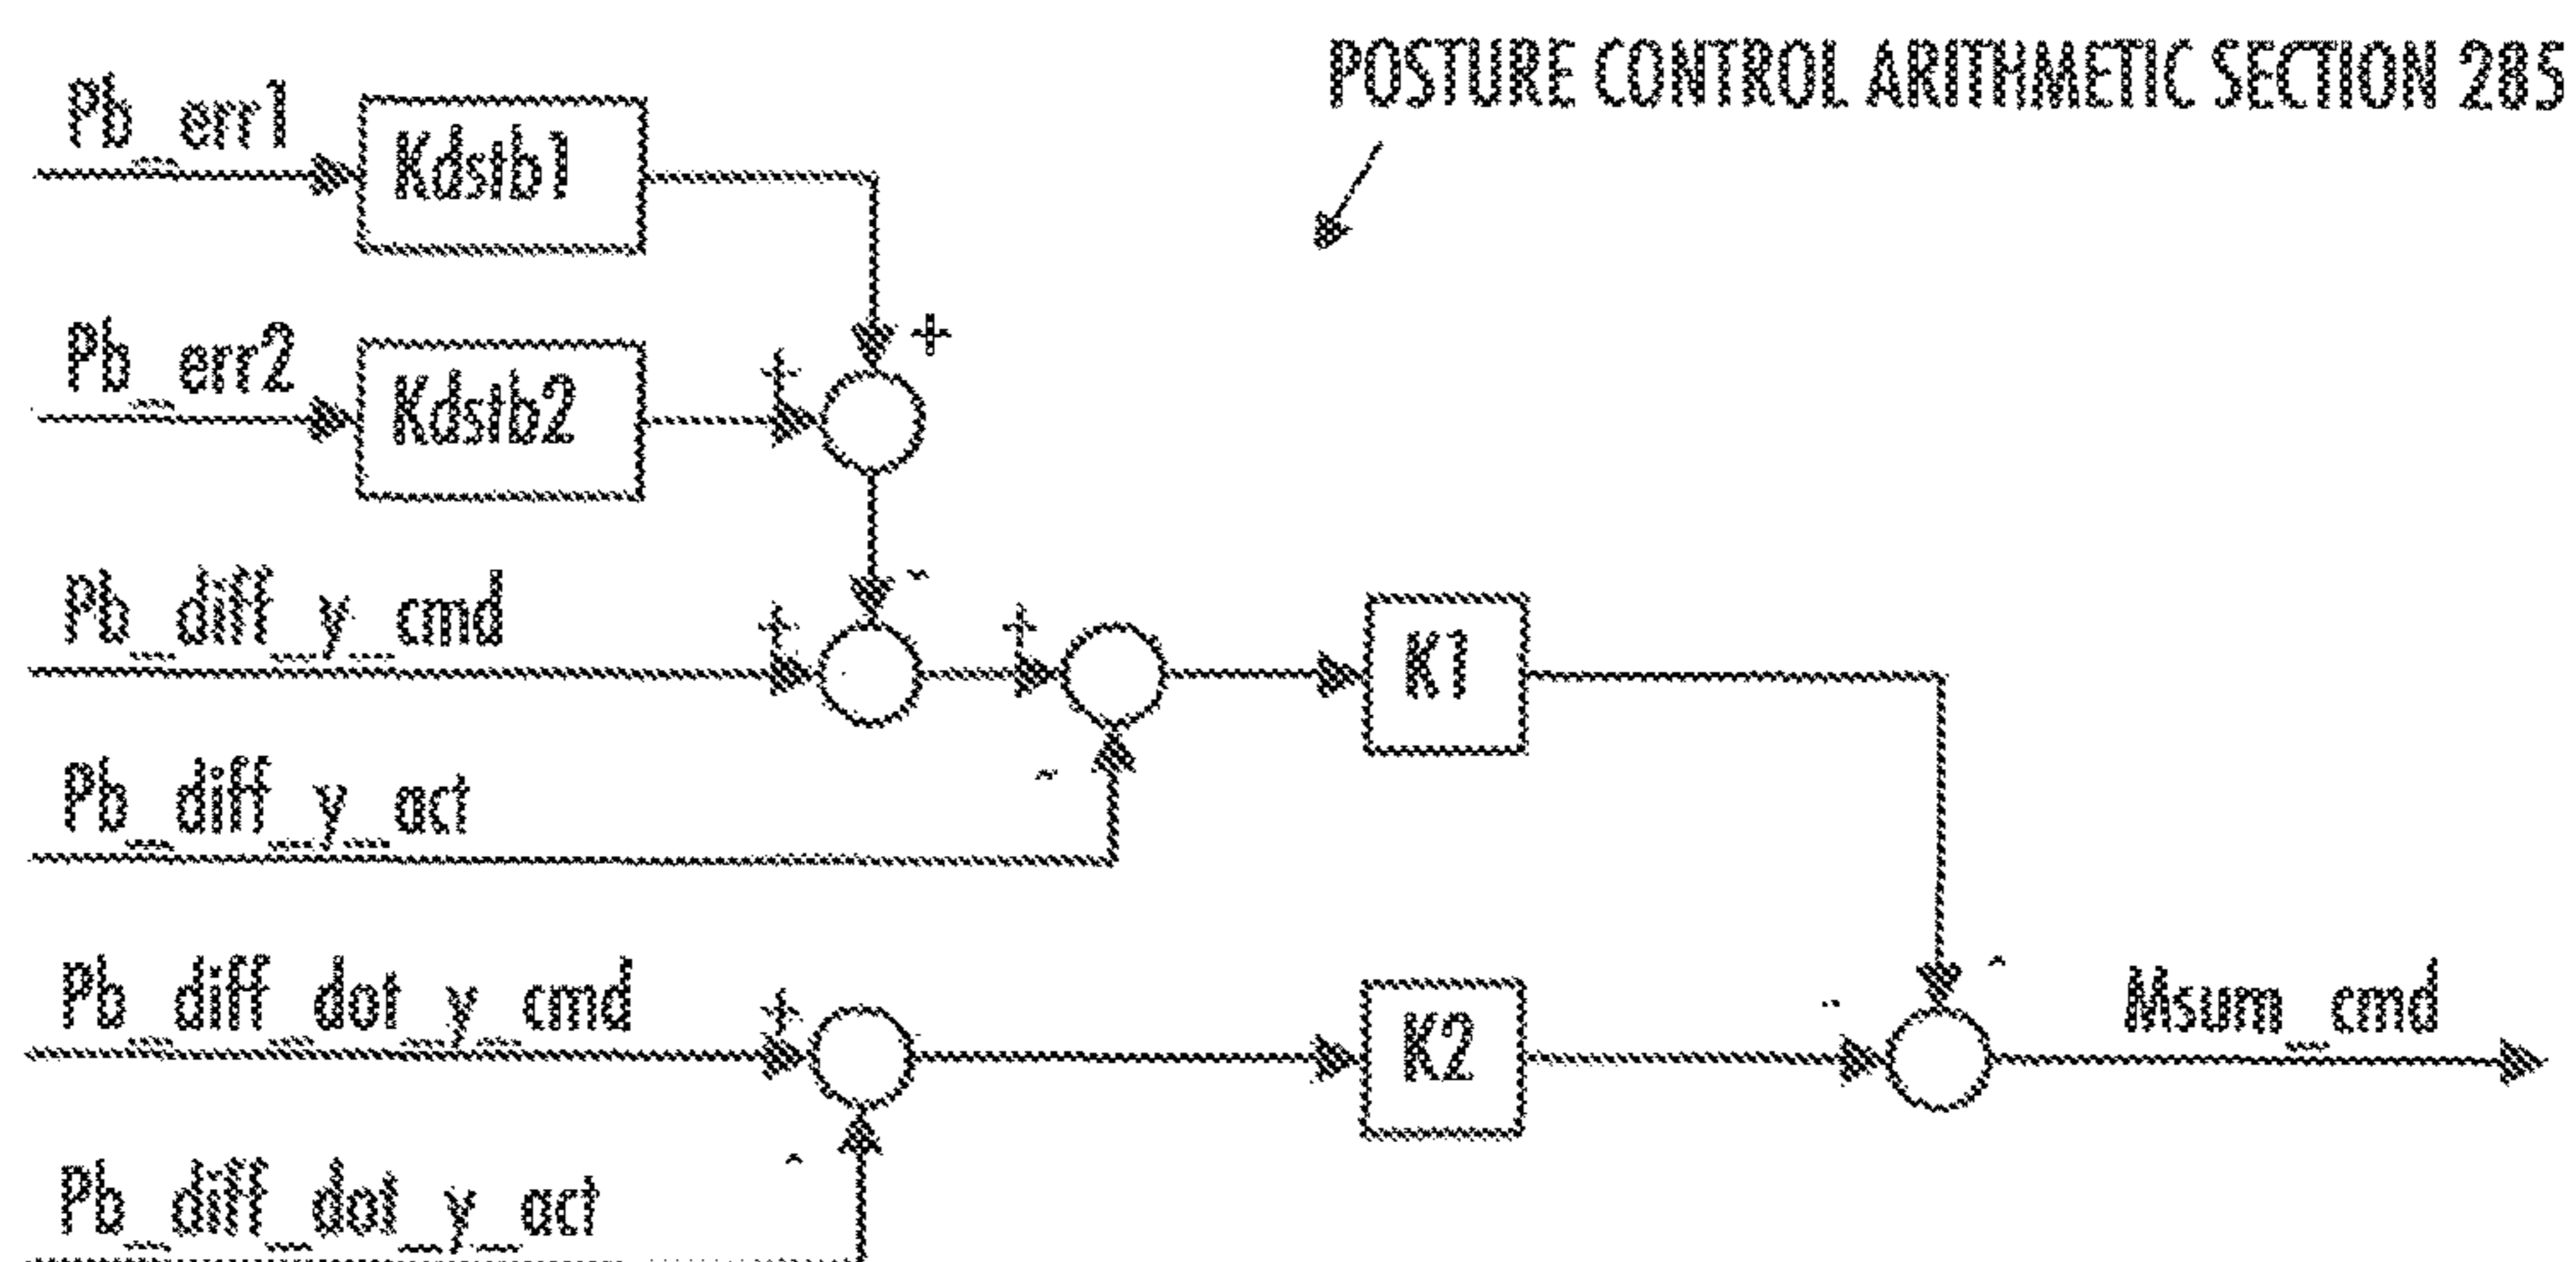 POSTURE CONTROL ARITHMETIC SECTION 285
Pb_err1
Kdstb1
+
Pb_err2
Kdstb2
+
Pb_diff_y_cmd
+
-
+
K1
Pb_diff_y_act
-
Pb_diff_dot_y_cmd
+
K2
-
-
Msum_cmd
Pb_diff_dot_y_act
-